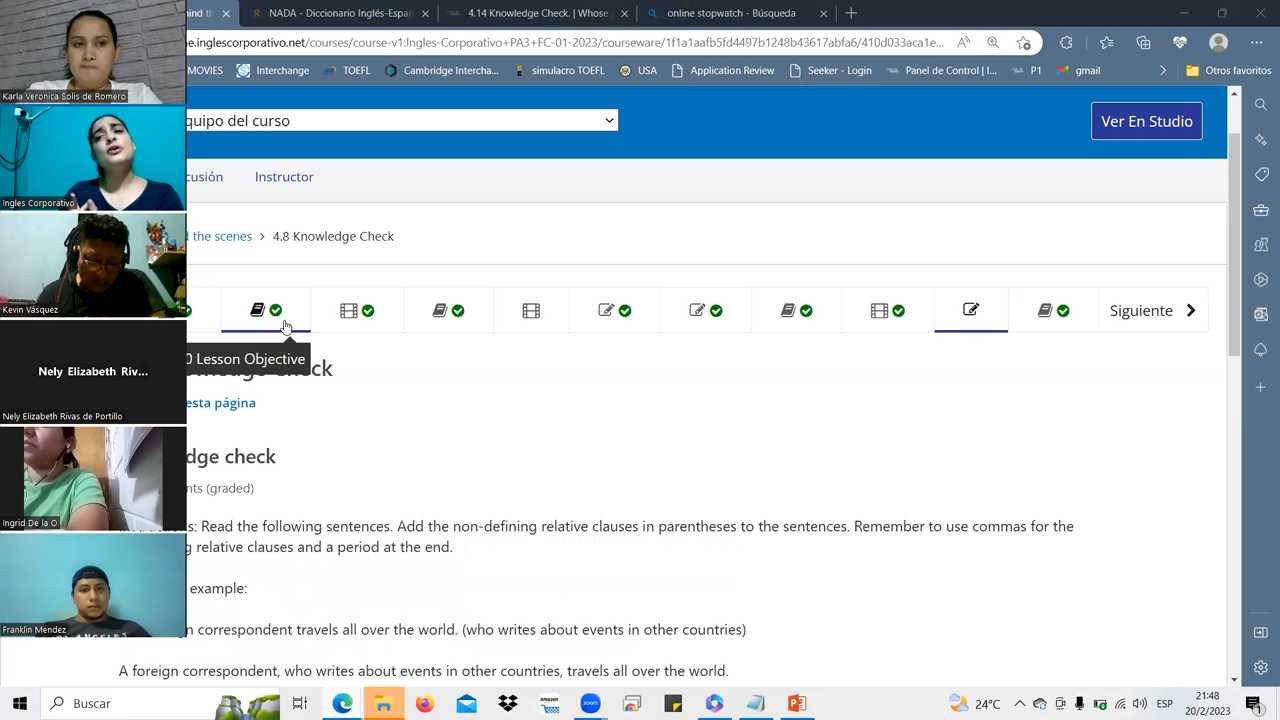 nind t
NADA - Diccionario Inglés-Españ
4.14 Knowledge Check. | Whose
online stopwatch - Búsqueda
ne.inglescorporativo.net/courses/course-v1:Ingles-Corporativo+PA3+FC-01-2023/courseware/1f1a1aafb5fd4497b1248b43617abfa6/410d033aca1e...
MOVIES
Interchange
TOEFL
Cambridge Intercha...
simulacro TOEFL
USA
Application Review
Seeker - Login
Panel de Control | I...
P1
gmail
Otros favoritos
Karla Veronica Solis de Romero
quipo del curso
Ver En Studio
cusión
Instructor
Ingles Corporativo
d the scenes > 4.8 Knowledge Check
Kevin Vásquez
Siguiente
0 Lesson Objective
owledge check
Nely Elizabeth Riv...
esta página
Nely Elizabeth Rivas de Portillo
dge check
nts (graded)
Ingrid De la O
s: Read the following sentences. Add the non-defining relative clauses in parentheses to the sentences. Remember to use commas for the
g relative clauses and a period at the end.
example:
Franklin Mendez
n correspondent travels all over the world. (who writes about events in other countries)
A foreign correspondent, who writes about events in other countries, travels all over the world.
Buscar
24°C
ESP
21:48
20/2/2023